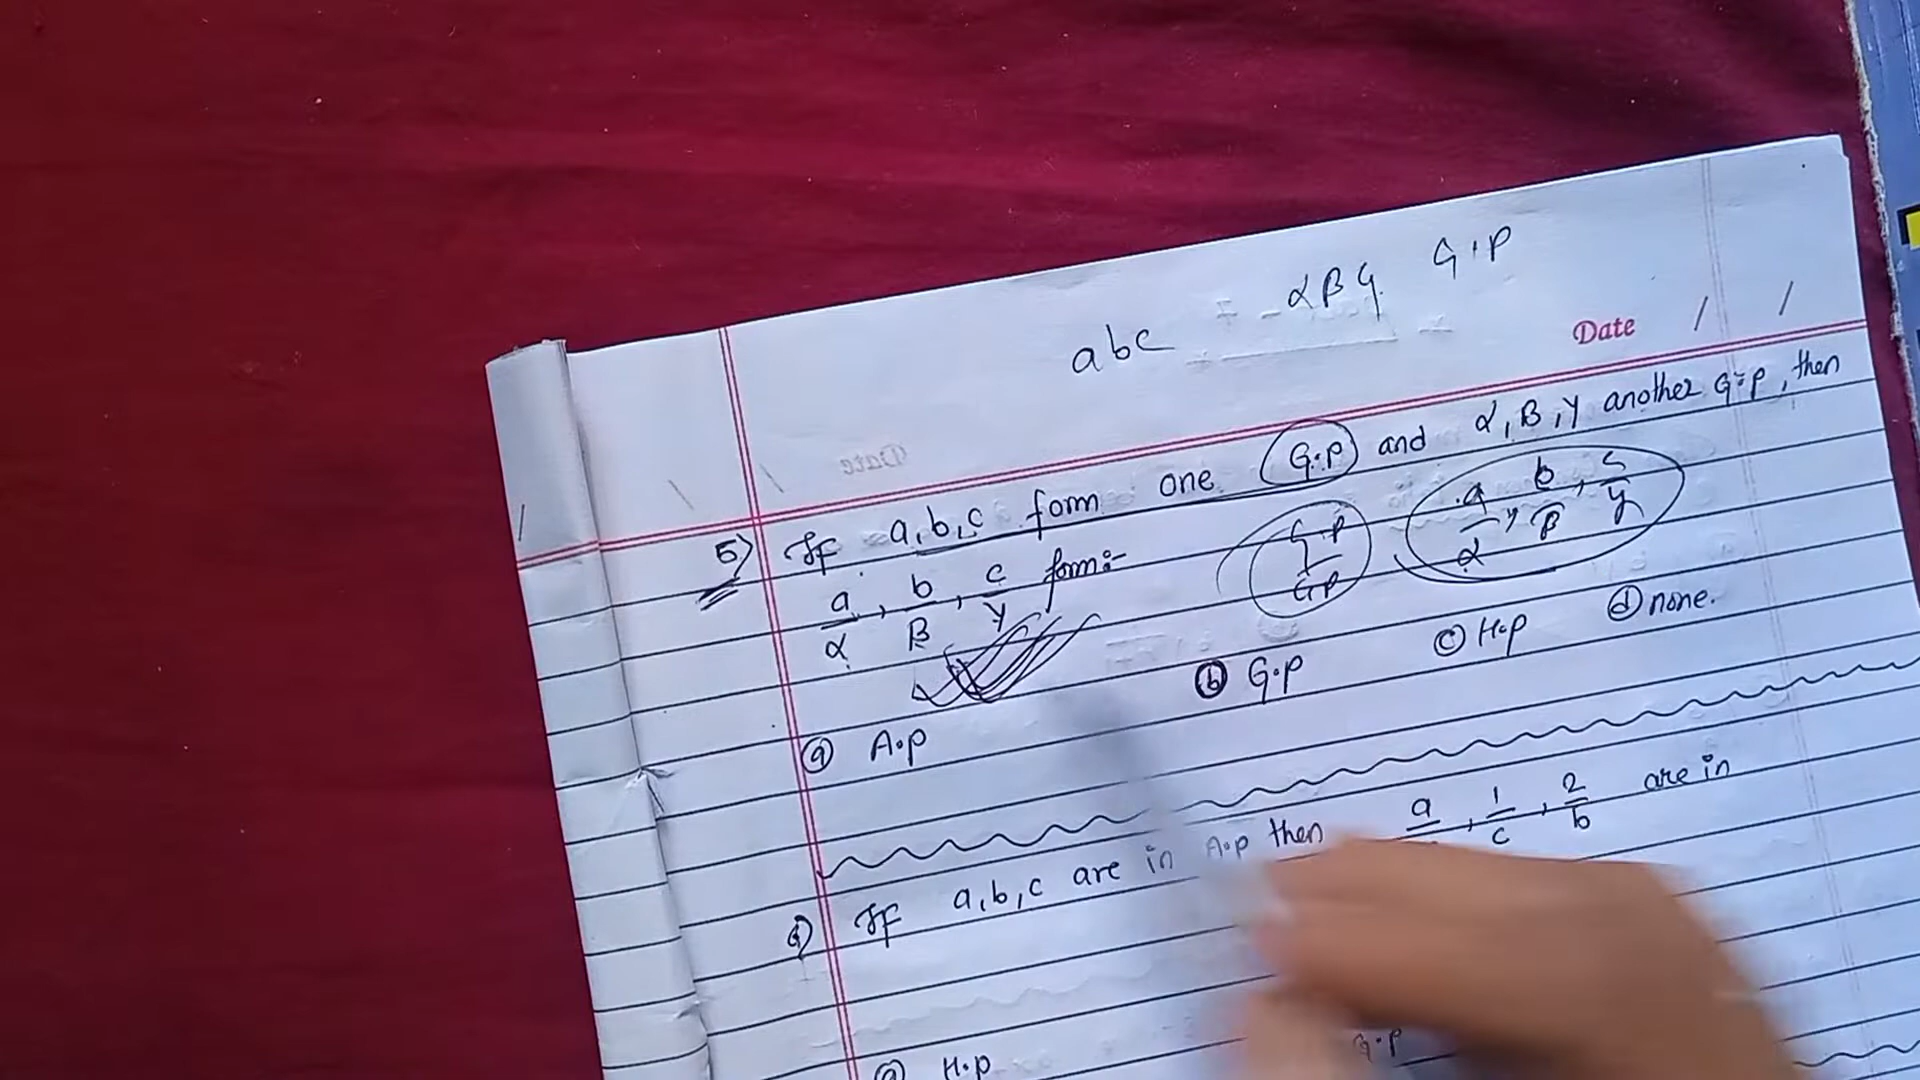 abc αβY G.P
Date / /
5) If a,b,c form one G.P and α,β,γ another G.P, then
a/α, b/β, c/γ form:-
G.P
G.P
a/α, b/β, c/γ
ⓐ A.P ⓑ G.P ⓒ H.P ⓓ none.
If a,b,c are in A.P then a/ , 1/c, 2/b are in
ⓐ H.P G.P